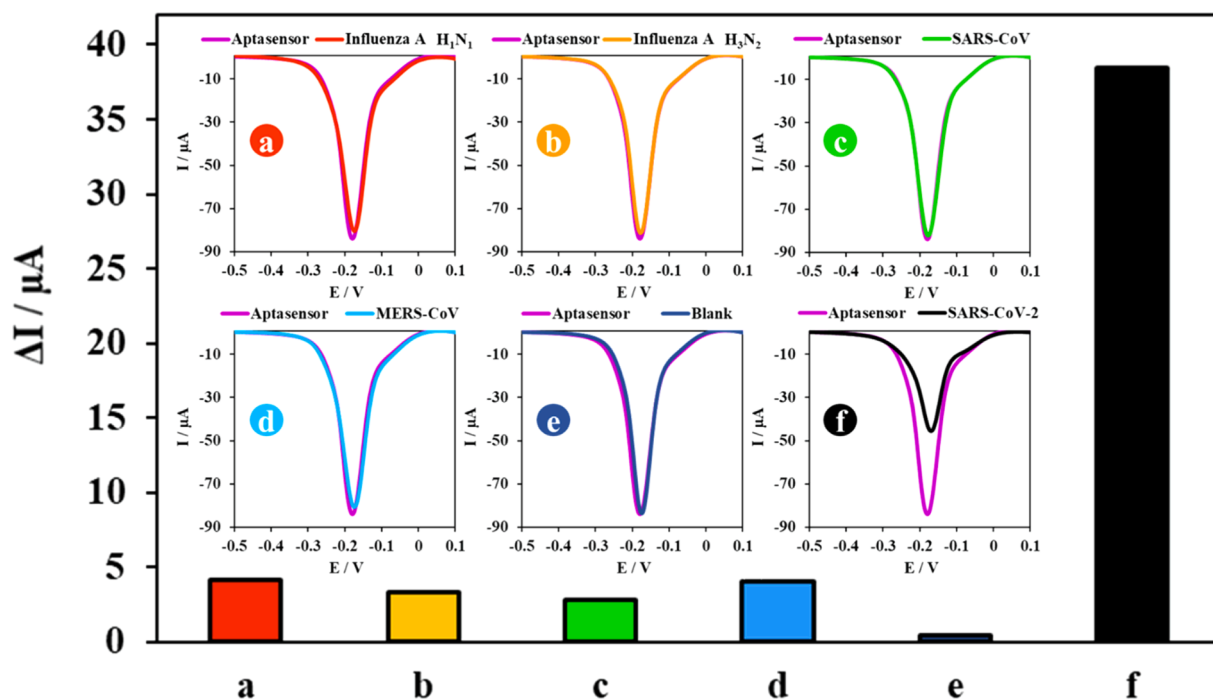 40
35
30
25
20
15
10
5
0
ΔI / μA
Aptasensor Influenza A H₁N₁
-10
-30
-50
-70
-90
I / μA
a
-0.5 -0.4 -0.3 -0.2 -0.1 0 0.1
E / V
Aptasensor Influenza A H₃N₂
-10
-30
-50
-70
-90
I / μA
b
-0.5 -0.4 -0.3 -0.2 -0.1 0 0.1
E / V
Aptasensor SARS-CoV
-10
-30
-50
-70
-90
I / μA
c
-0.5 -0.4 -0.3 -0.2 -0.1 0 0.1
E / V
Aptasensor MERS-CoV
-10
-30
-50
-70
-90
I / μA
d
-0.5 -0.4 -0.3 -0.2 -0.1 0 0.1
E / V
Aptasensor Blank
-10
-30
-50
-70
-90
I / μA
e
-0.5 -0.4 -0.3 -0.2 -0.1 0 0.1
E / V
Aptasensor SARS-CoV-2
-10
-30
-50
-70
-90
I / μA
f
-0.5 -0.4 -0.3 -0.2 -0.1 0 0.1
E / V
a b c d e f